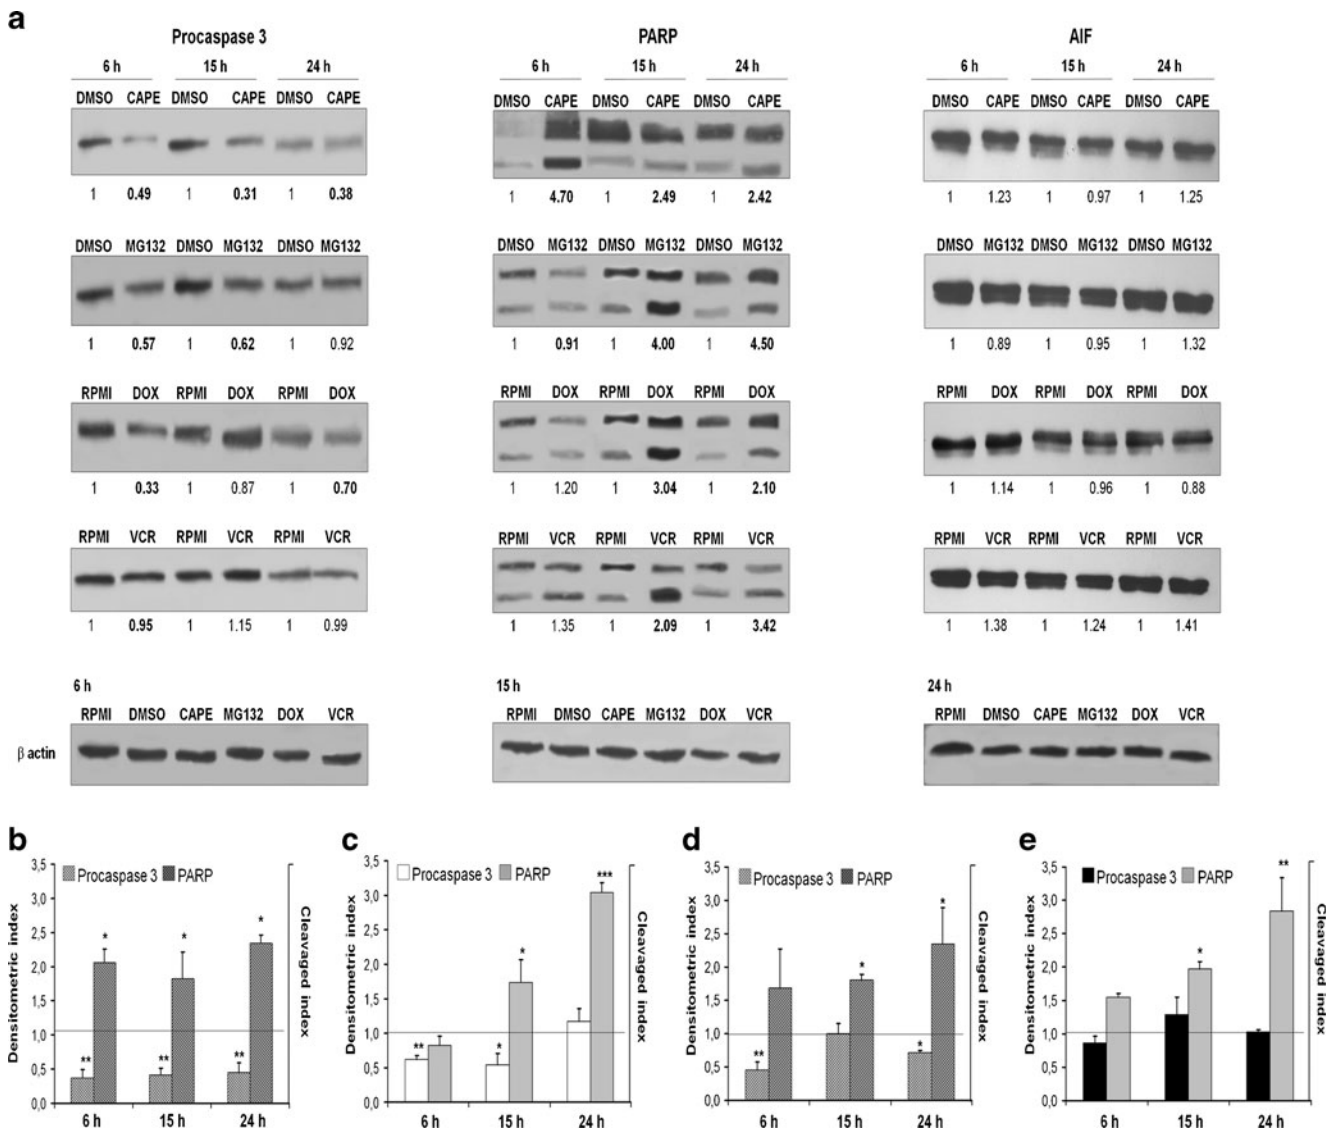 a
Procaspase 3 PARP AIF
6 h 15 h 24 h 6 h 15 h 24 h 6 h 15 h 24 h
DMSO CAPE DMSO CAPE DMSO CAPE DMSO CAPE DMSO CAPE DMSO CAPE DMSO CAPE DMSO CAPE DMSO CAPE
1 0.49 1 0.31 1 0.38 1 4.70 1 2.49 1 2.42 1 1.23 1 0.97 1 1.25
DMSO MG132 DMSO MG132 DMSO MG132 DMSO MG132 DMSO MG132 DMSO MG132 DMSO MG132 DMSO MG132 DMSO MG132
1 0.57 1 0.62 1 0.92 1 0.91 1 4.00 1 4.50 1 0.89 1 0.95 1 1.32
RPMI DOX RPMI DOX RPMI DOX RPMI DOX RPMI DOX RPMI DOX RPMI DOX RPMI DOX RPMI DOX
1 0.33 1 0.87 1 0.70 1 1.20 1 3.04 1 2.10 1 1.14 1 0.96 1 0.88
RPMI VCR RPMI VCR RPMI VCR RPMI VCR RPMI VCR RPMI VCR RPMI VCR RPMI VCR RPMI VCR
1 0.95 1 1.15 1 0.99 1 1.35 1 2.09 1 3.42 1 1.38 1 1.24 1 1.41
6 h 15 h 24 h
RPMI DMSO CAPE MG132 DOX VCR RPMI DMSO CAPE MG132 DOX VCR RPMI DMSO CAPE MG132 DOX VCR
β actin
b
Densitometric index
3,5
3,0
2,5
2,0
1,5
1,0
0,5
0,0
Procaspase 3 PARP
* * *
** ** **
6 h 15 h 24 h
Cleavaged index
c
Densitometric index
3,5
3,0
2,5
2,0
1,5
1,0
0,5
0,0
Procaspase 3 PARP
***
*
** *
6 h 15 h 24 h
Cleavaged index
d
Densitometric index
3,5
3,0
2,5
2,0
1,5
1,0
0,5
0,0
Procaspase 3 PARP
* *
** *
6 h 15 h 24 h
Cleavaged index
e
Densitometric index
3,5
3,0
2,5
2,0
1,5
1,0
0,5
0,0
Procaspase 3 PARP
**
*
6 h 15 h 24 h
Cleavaged index